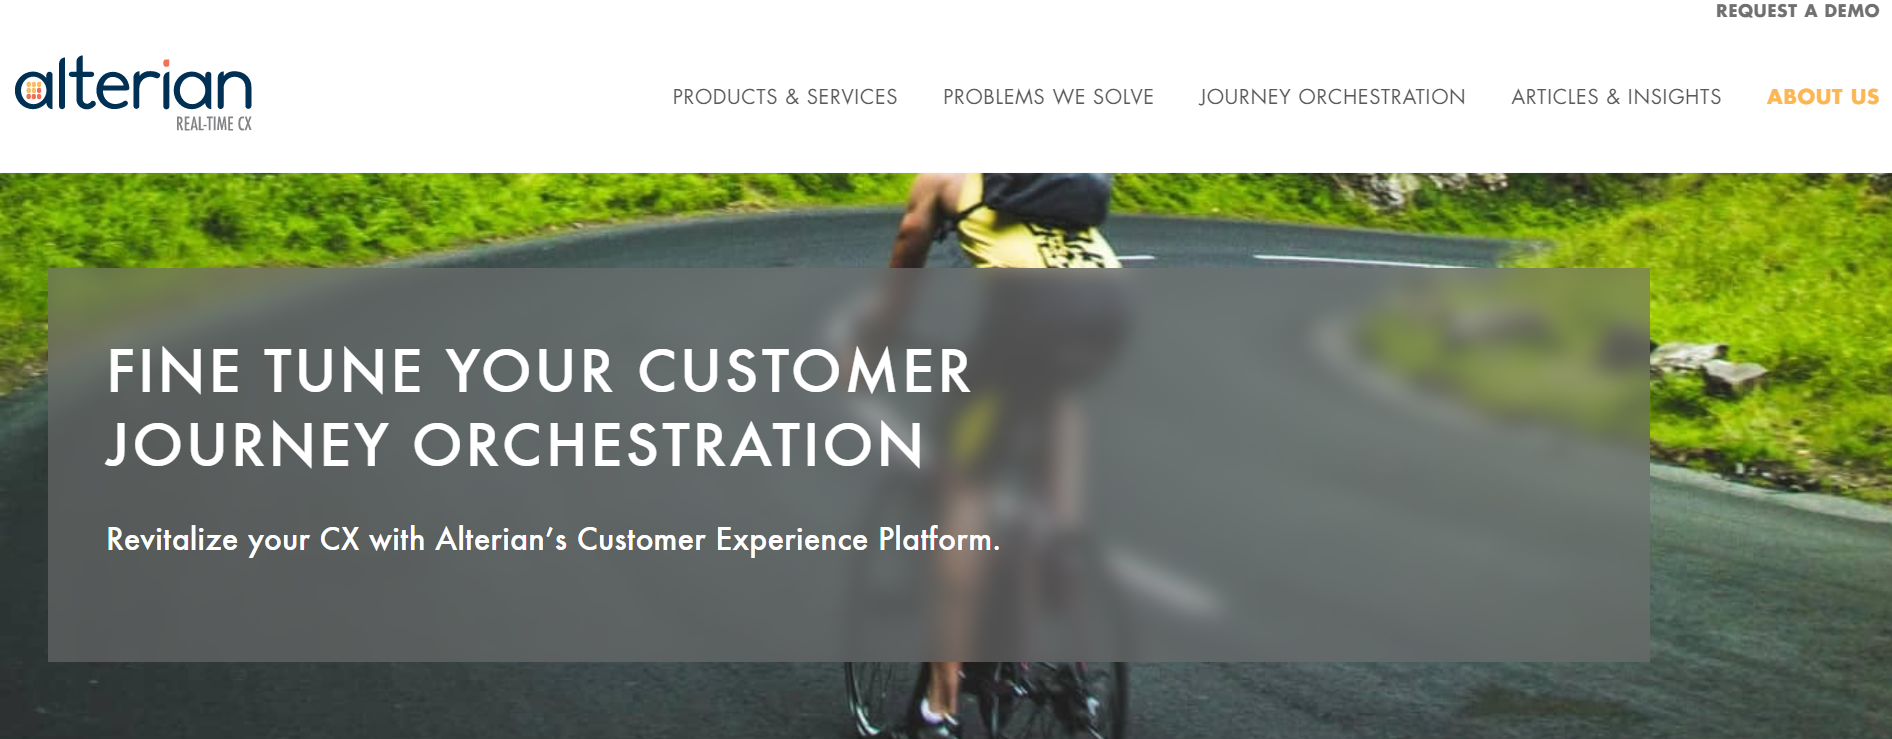 REQUEST A DEMO
alterian
REAL-TIME CX
PRODUCTS & SERVICES
PROBLEMS WE SOLVE
JOURNEY ORCHESTRATION
ARTICLES & INSIGHTS
ABOUT US
FINE TUNE YOUR CUSTOMER
JOURNEY ORCHESTRATION
Revitalize your CX with Alterian’s Customer Experience Platform.